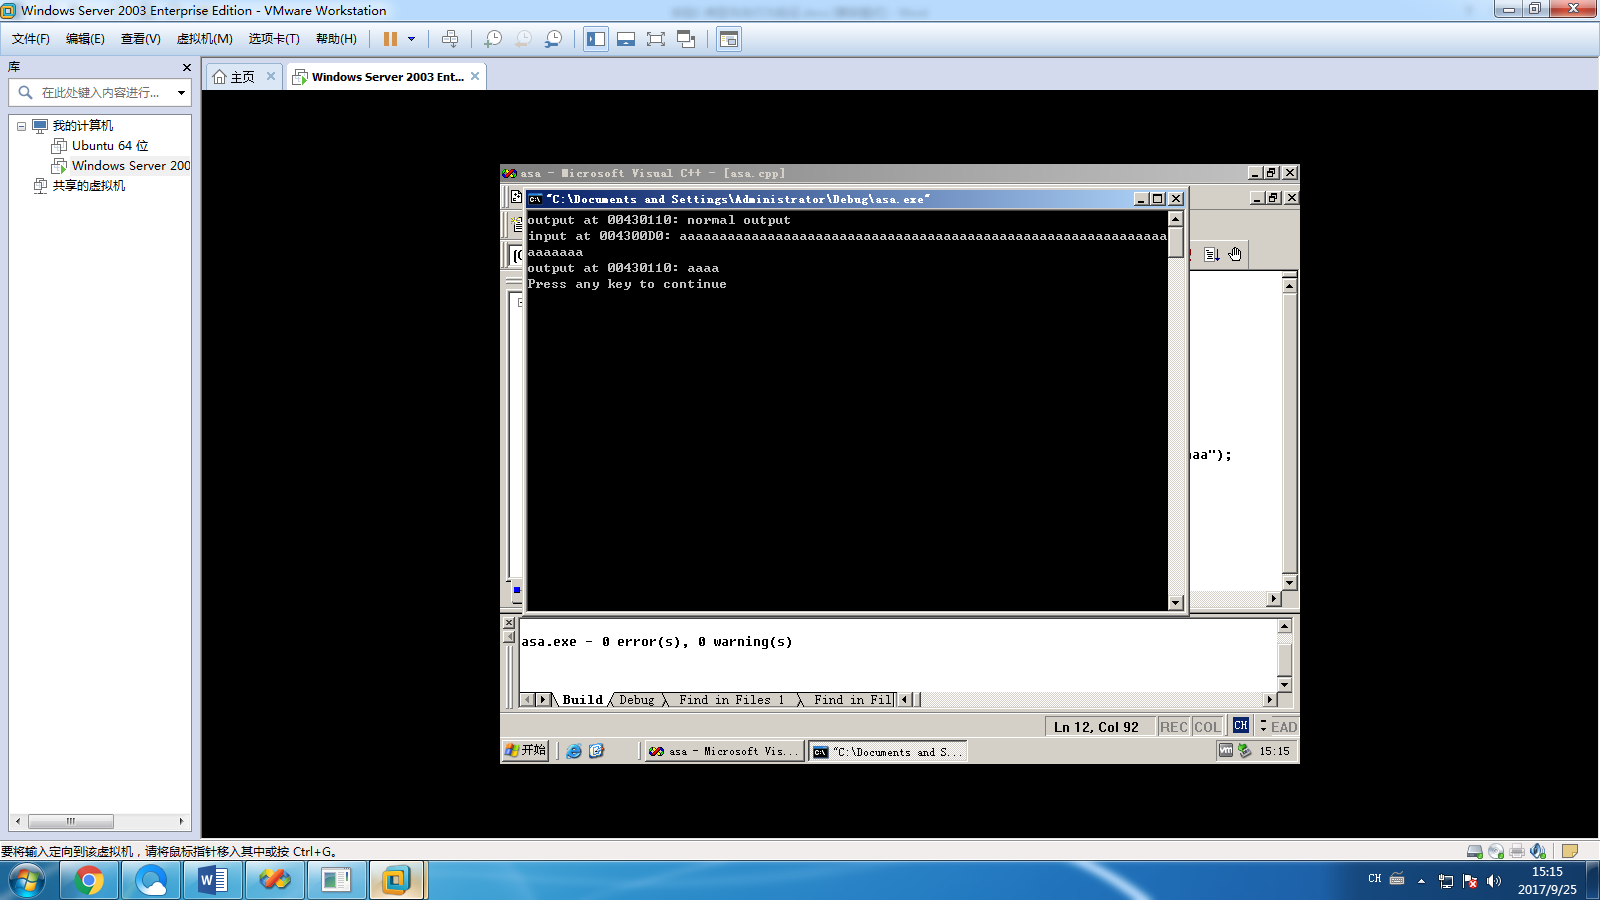 Windows Server 2003 Enterprise Edition - VMware Workstation
文件(F) 编辑(E) 查看(V) 虚拟机(M) 选项卡(T) 帮助(H)
库
主页
Windows Server 2003 Ent...
在此处键入内容进行...
我的计算机
Ubuntu 64 位
Windows Server 200
共享的虚拟机
asa - Microsoft Visual C++ - [asa.cpp]
"C:\Documents and Settings\Administrator\Debug\asa.exe"
output at 00430110: normal output
input at 004300D0: aaaaaaaaaaaaaaaaaaaaaaaaaaaaaaaaaaaaaaaaaaaaaaaaaaaaaaaaaaaaa
aaaaaaa
output at 00430110: aaaa
Press any key to continue
aa");
asa.exe - 0 error(s), 0 warning(s)
Build Debug Find in Files 1 Find in Fil
Ln 12, Col 92 REC COL CH EAD
开始 asa - Microsoft Vis... "C:\Documents and S... 15:15
要将输入定向到该虚拟机，请将鼠标指针移入其中或按 Ctrl+G。
CH 15:15
2017/9/25